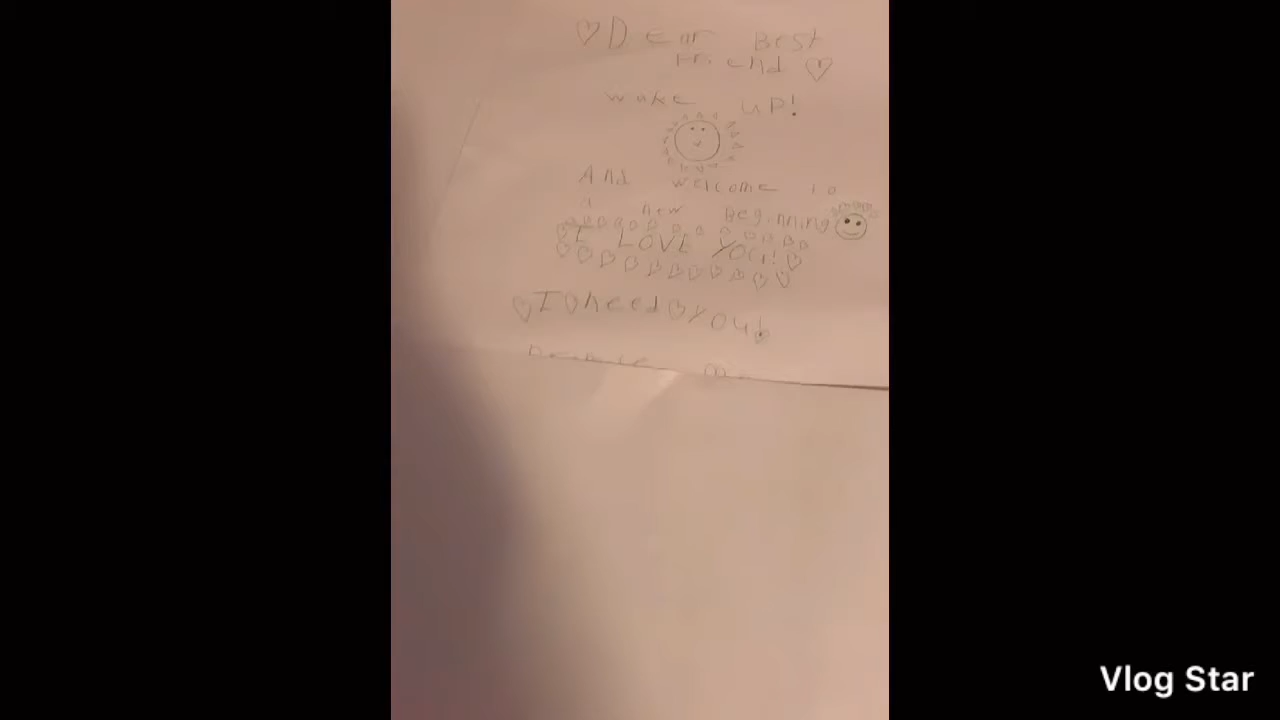 Dear Best
Friend
wake up!
And welcome to
a new Beginning
I LOVE YOU!
I need you!
Vlog Star